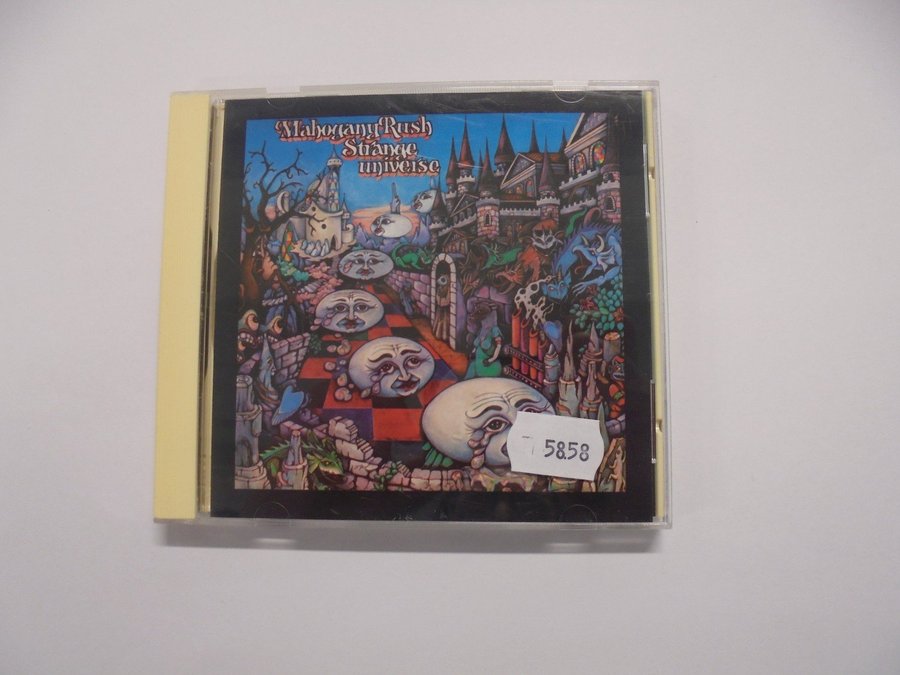 Mahogany Rush
Strange
universe
5858